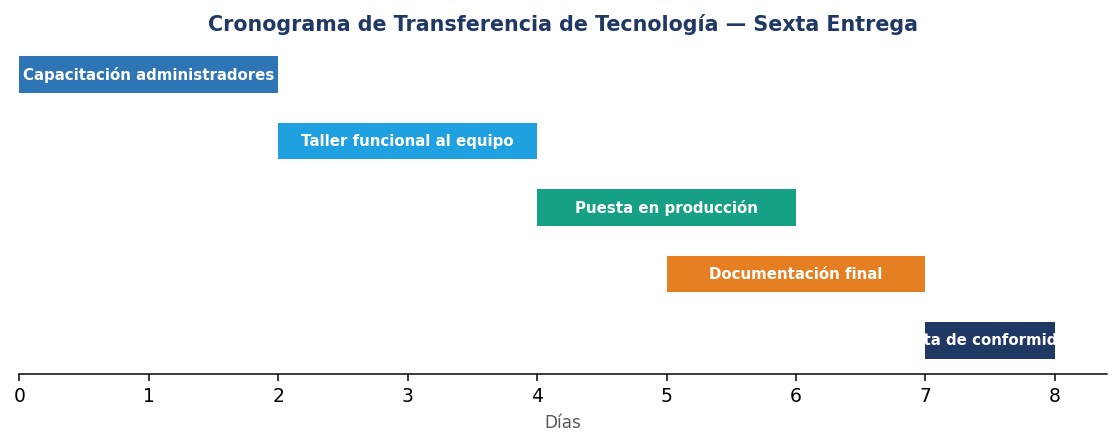 Cronograma de Transferencia de Tecnología — Sexta Entrega
Capacitación administradores
Taller funcional al equipo
Puesta en producción
Documentación final
ta de conformid
0 1 2 3 4 5 6 7 8
Días